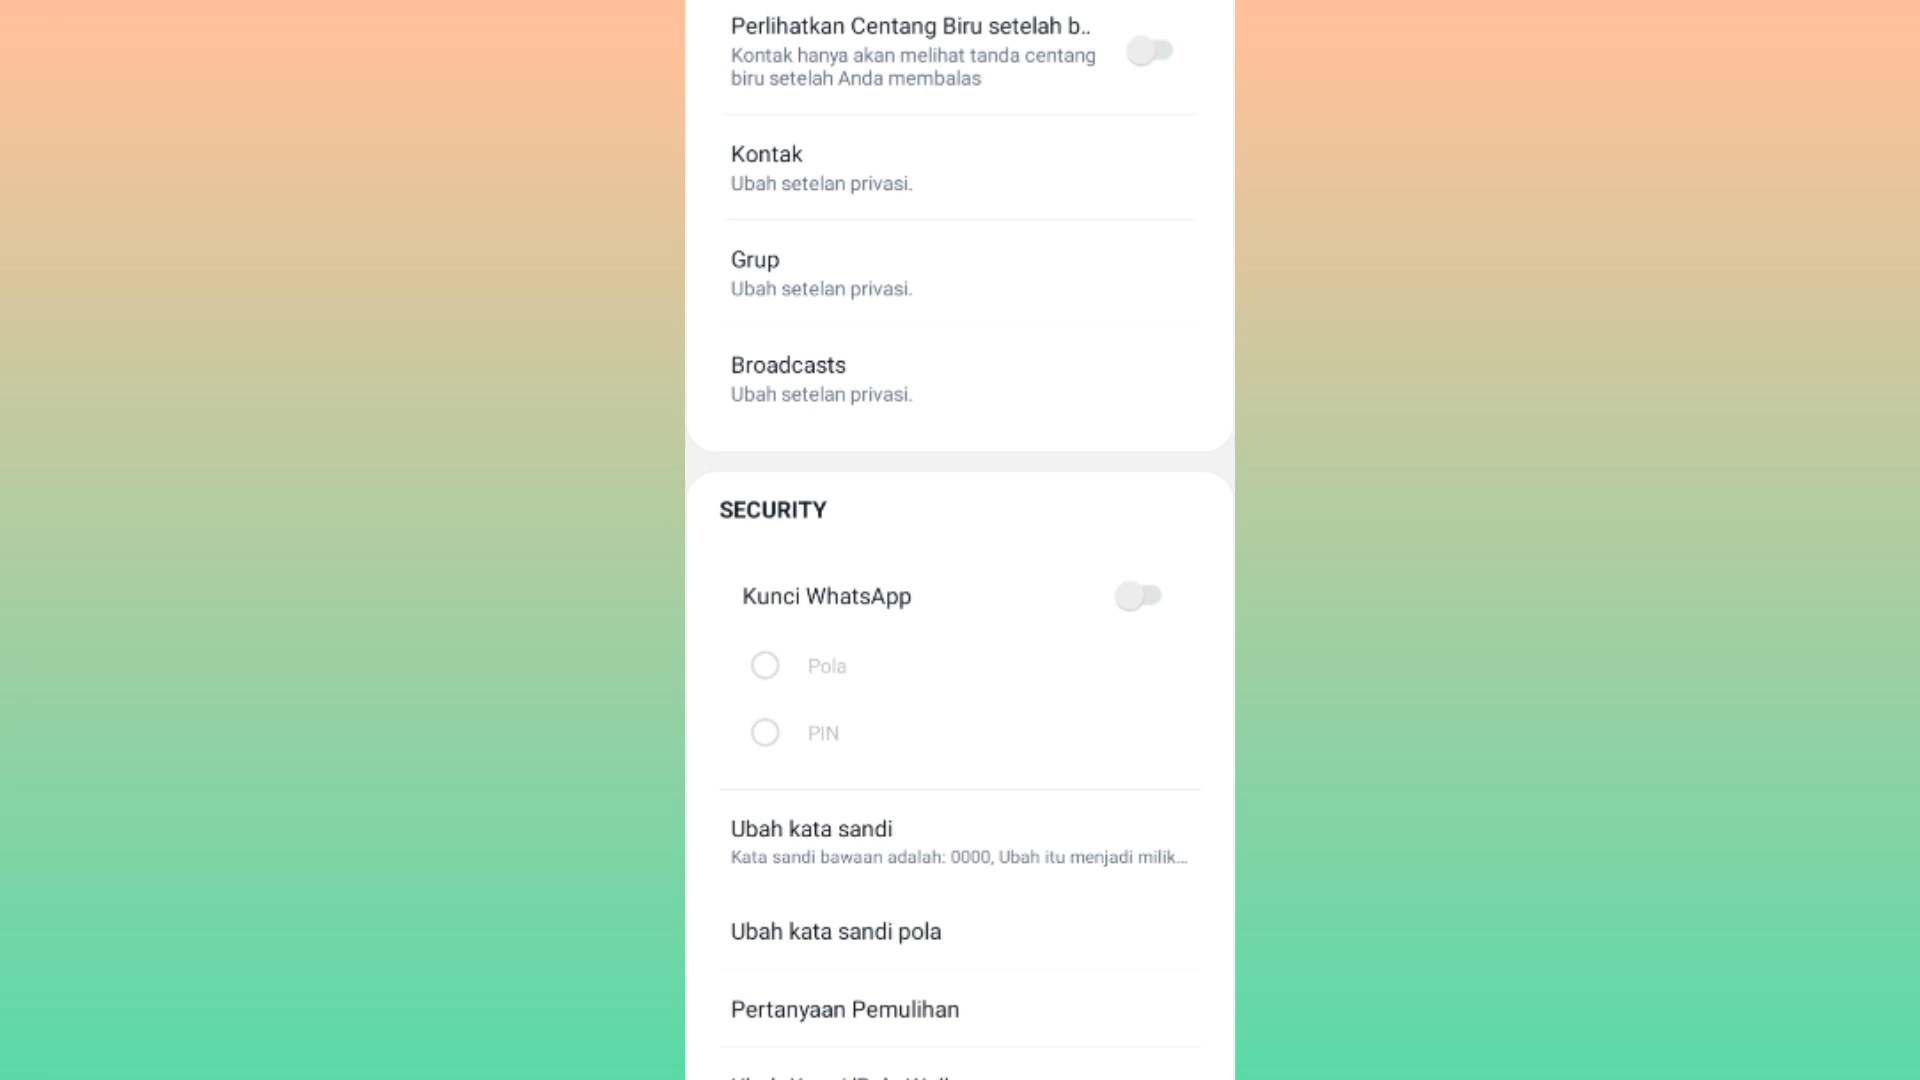 Perlihatkan Centang Biru setelah b..
Kontak hanya akan melihat tanda centang
biru setelah Anda membalas
Kontak
Ubah setelan privasi.
Grup
Ubah setelan privasi.
Broadcasts
Ubah setelan privasi.
SECURITY
Kunci WhatsApp
Pola
PIN
Ubah kata sandi
Kata sandi bawaan adalah: 0000, Ubah itu menjadi milik...
Ubah kata sandi pola
Pertanyaan Pemulihan